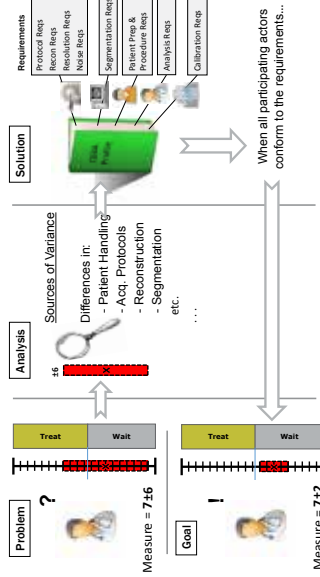 Problem
?
Treat
Wait
Measure = 7±6
Goal
!
Treat
Wait
Measure = 7±2
Analysis
±6
x
Sources of Variance
Differences in:
- Patient Handling
- Acq. Protocols
- Reconstruction
- Segmentation
etc.
. . .
Solution
Profile
Requirements
Protocol Reqs
Recon Reqs
Resolution Reqs
Noise Reqs
Segmentation Reqs
Patient Prep &
Procedure Reqs
Analysis Reqs
Calibration Reqs
When all participating actors
conform to the requirements...